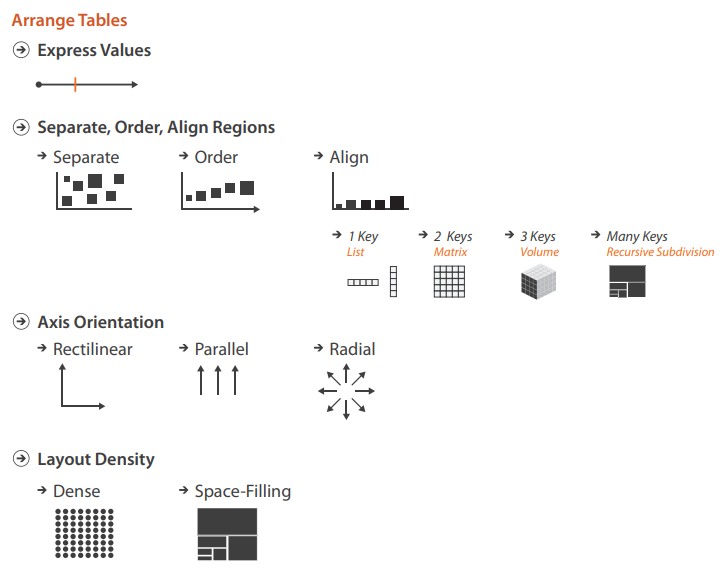 Arrange Tables
Express Values
Separate, Order, Align Regions
Separate
Order
Align
1 Key
List
2 Keys
Matrix
3 Keys
Volume
Many Keys
Recursive Subdivision
Axis Orientation
Rectilinear
Parallel
Radial
Layout Density
Dense
Space-Filling